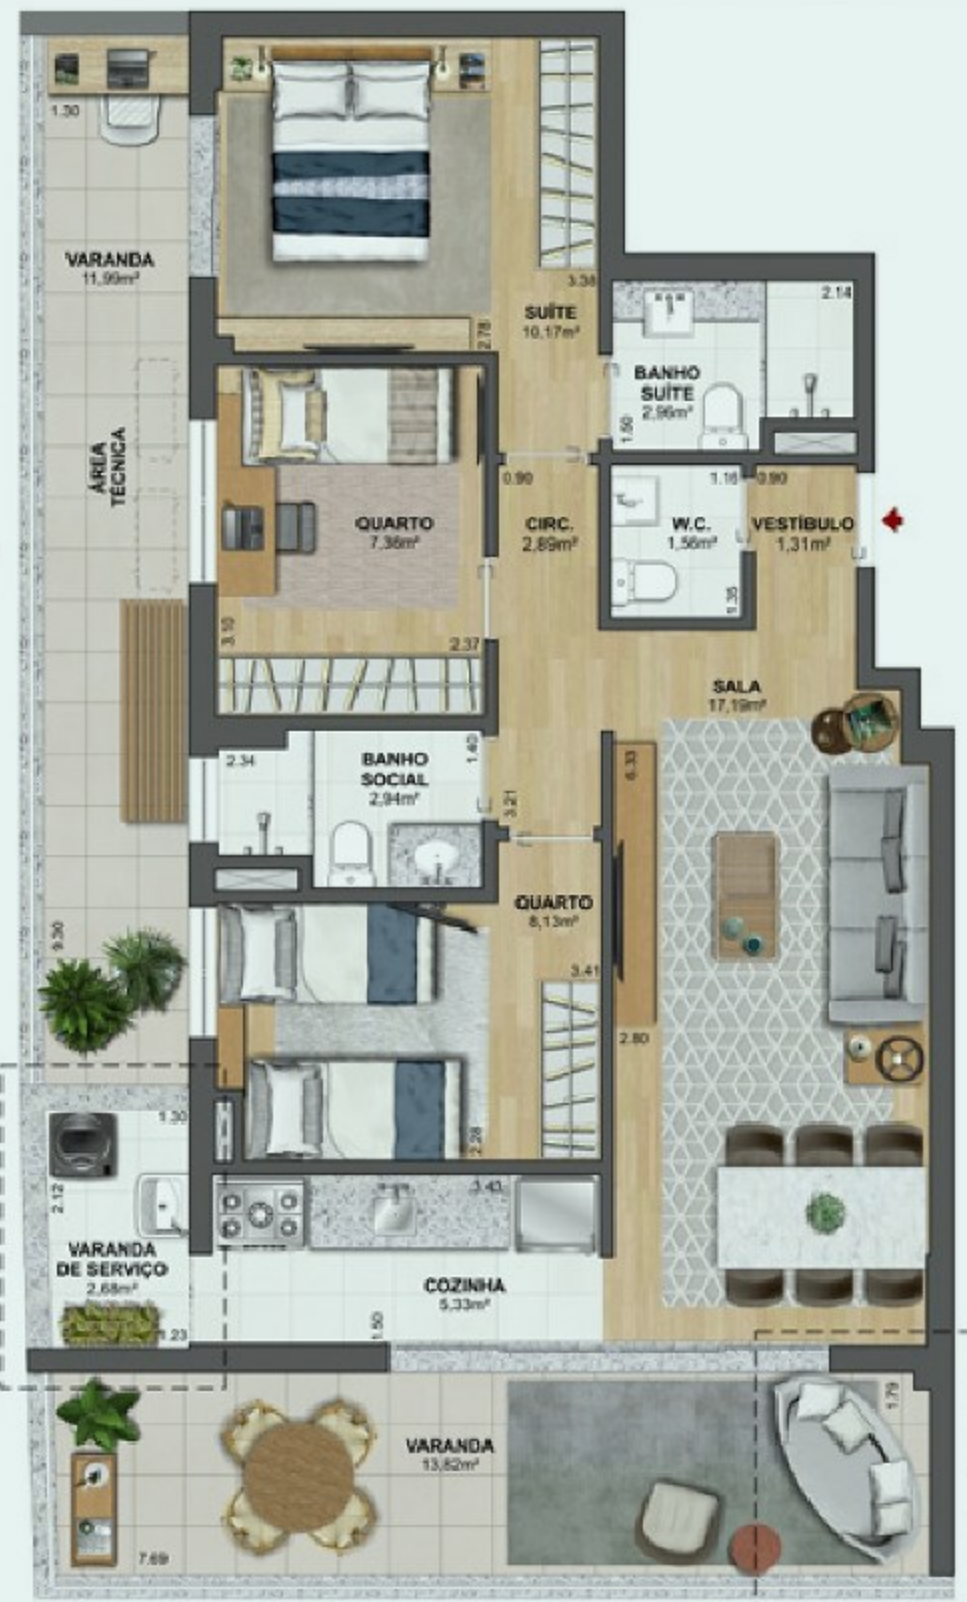 1.30
VARANDA
11,99m²
3.38
SUÍTE
10,17m²
2.78
2.14
BANHO
SUÍTE
2,96m²
1.50
ÁREA
TÉCNICA
QUARTO
7,36m²
3.10
2.37
0.90
CIRC.
2,89m²
1.16
W.C.
1,56m²
1.35
0.90
VESTÍBULO
1,31m²
SALA
17,19m²
6.33
2.34
BANHO
SOCIAL
2,94m²
1.40
3.21
QUARTO
8,13m²
3.41
9.30
2.80
2.28
1.30
2.12
VARANDA
DE SERVIÇO
2,68m²
1.23
3.43
COZINHA
5,33m²
1.50
VARANDA
13,82m²
1.79
7.69